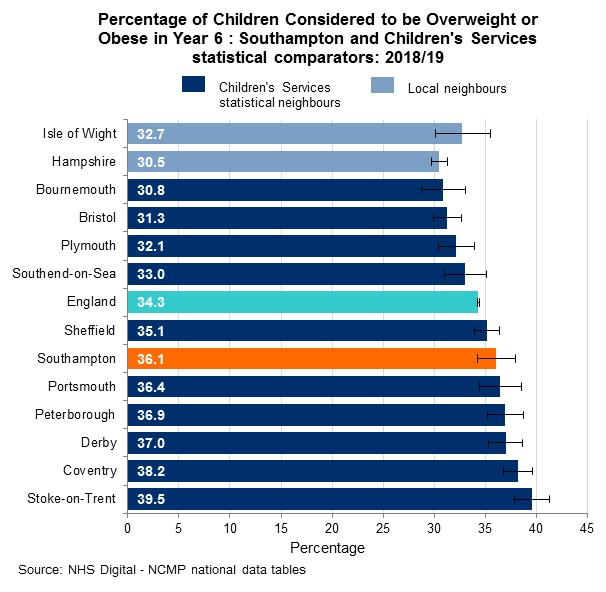 Percentage of Children Considered to be Overweight or
Obese in Year 6 : Southampton and Children's Services
statistical comparators: 2018/19
Children's Services
statistical neighbours
Local neighbours
Isle of Wight 32.7
Hampshire 30.5
Bournemouth 30.8
Bristol 31.3
Plymouth 32.1
Southend-on-Sea 33.0
England 34.3
Sheffield 35.1
Southampton 36.1
Portsmouth 36.4
Peterborough 36.9
Derby 37.0
Coventry 38.2
Stoke-on-Trent 39.5
0 5 10 15 20 25 30 35 40 45
Percentage
Source: NHS Digital - NCMP national data tables